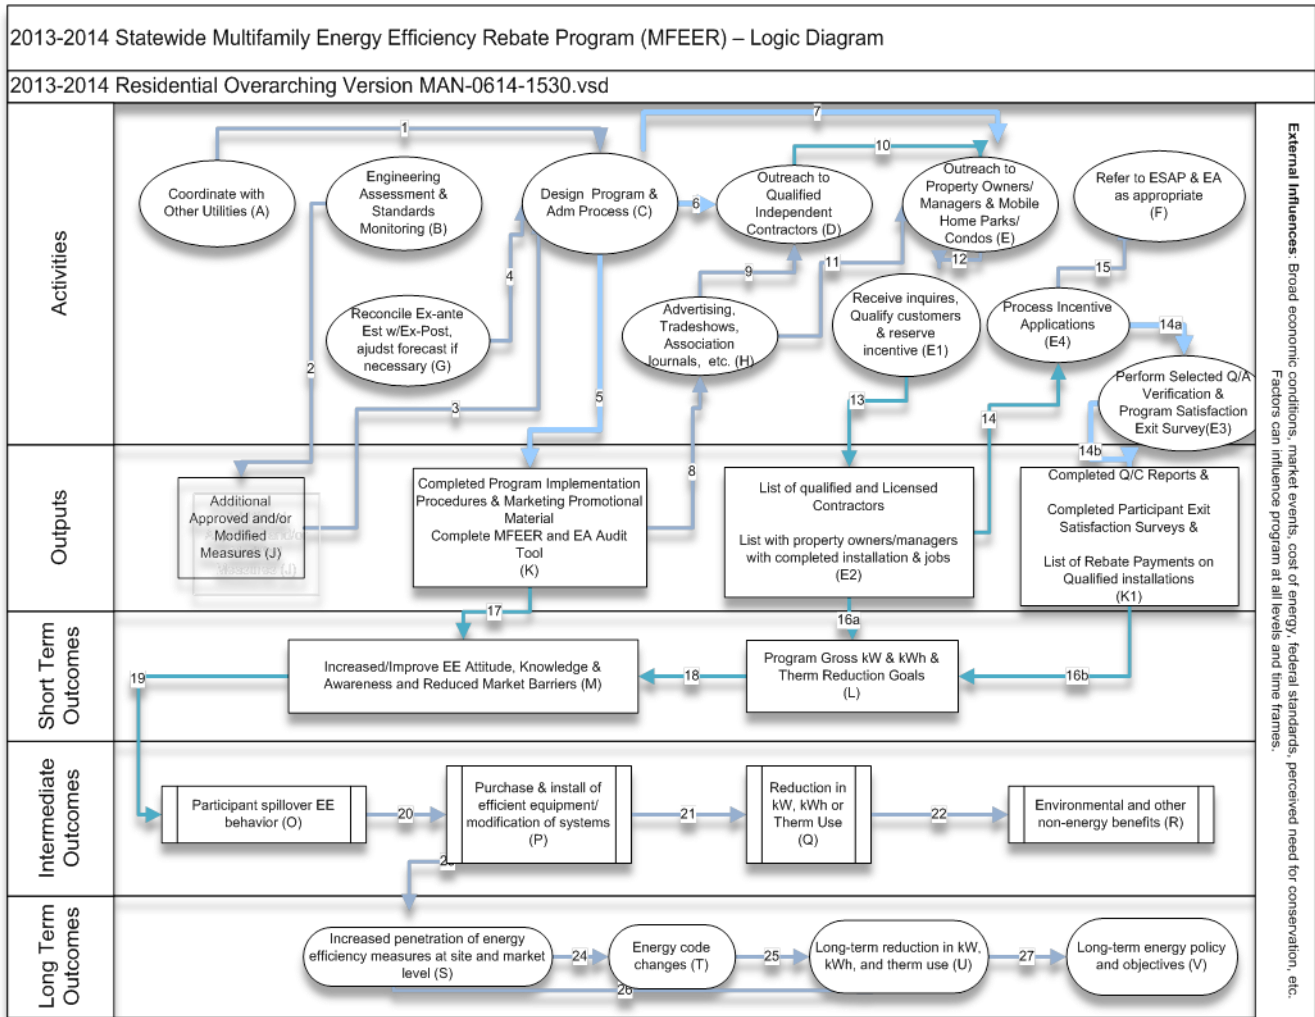 2013-2014 Statewide Multifamily Energy Efficiency Rebate Program (MFEER) – Logic Diagram
2013-2014 Residential Overarching Version MAN-0614-1530.vsd
Activities
1
7
10
Coordinate with
Other Utilities (A)
Engineering
Assessment &
Standards
Monitoring (B)
Design Program &
Adm Process (C)
6
Outreach to
Qualified
Independent
Contractors (D)
Outreach to
Property Owners/
Managers & Mobile
Home Parks/
Condos (E)
Refer to ESAP & EA
as appropriate
(F)
4
9
11
12
15
Reconcile Ex-ante
Est w/Ex-Post,
ajudst forecast if
necessary (G)
Advertising,
Tradeshows,
Association
Journals, etc. (H)
Receive inquires,
Qualify customers
& reserve
incentive (E1)
Process Incentive
Applications
(E4)
14a
Perform Selected Q/A
Verification &
Program Satisfaction
Exit Survey(E3)
2
3
5
13
14
14b
8
Outputs
Additional
Approved and/or
Modified
Measures (J)
Completed Program Implementation
Procedures & Marketing Promotional
Material
Complete MFEER and EA Audit
Tool
(K)
List of qualified and Licensed
Contractors
List with property owners/managers
with completed installation & jobs
(E2)
Completed Q/C Reports &
Completed Participant Exit
Satisfaction Surveys &
List of Rebate Payments on
Qualified installations
(K1)
17
16a
Short Term
Outcomes
19
Increased/Improve EE Attitude, Knowledge &
Awareness and Reduced Market Barriers (M)
18
Program Gross kW & kWh &
Therm Reduction Goals
(L)
16b
Intermediate
Outcomes
Participant spillover EE
behavior (O)
20
Purchase & install of
efficient equipment/
modification of systems
(P)
21
Reduction in
kW, kWh or
Therm Use
(Q)
22
Environmental and other
non-energy benefits (R)
Long Term
Outcomes
Increased penetration of energy
efficiency measures at site and market
level (S)
24
Energy code
changes (T)
25
Long-term reduction in kW,
kWh, and therm use (U)
27
Long-term energy policy
and objectives (V)
26
External Influences: Broad economic conditions, market events, cost of energy, federal standards, perceived need for conservation, etc.
Factors can influence program at all levels and time frames.